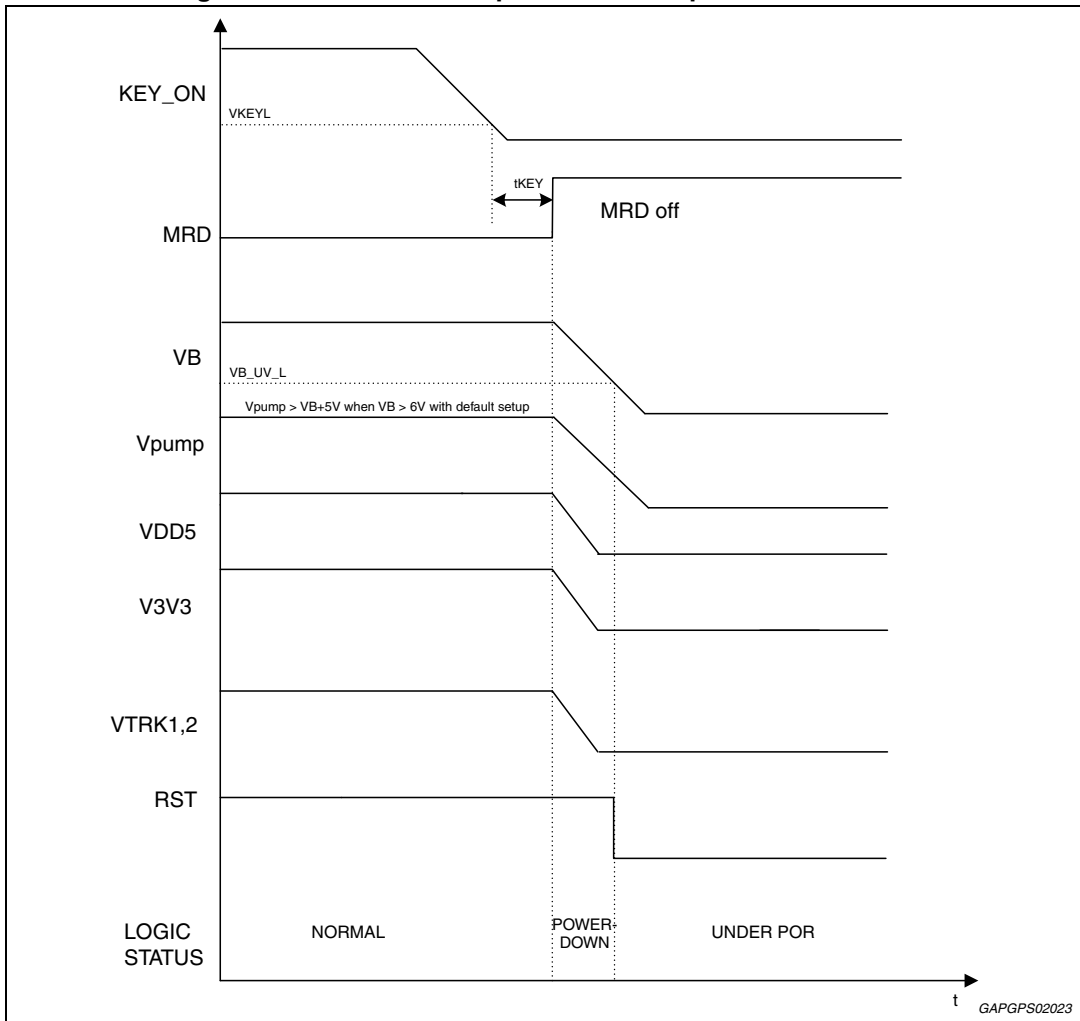 KEY_ON
VKEYL
tKEY
MRD off
MRD
VB
VB_UV_L
Vpump > VB+5V when VB > 6V with default setup
Vpump
VDD5
V3V3
VTRK1,2
RST
LOGIC
STATUS
NORMAL
POWER-
DOWN
UNDER POR
t
GAPGPS02023